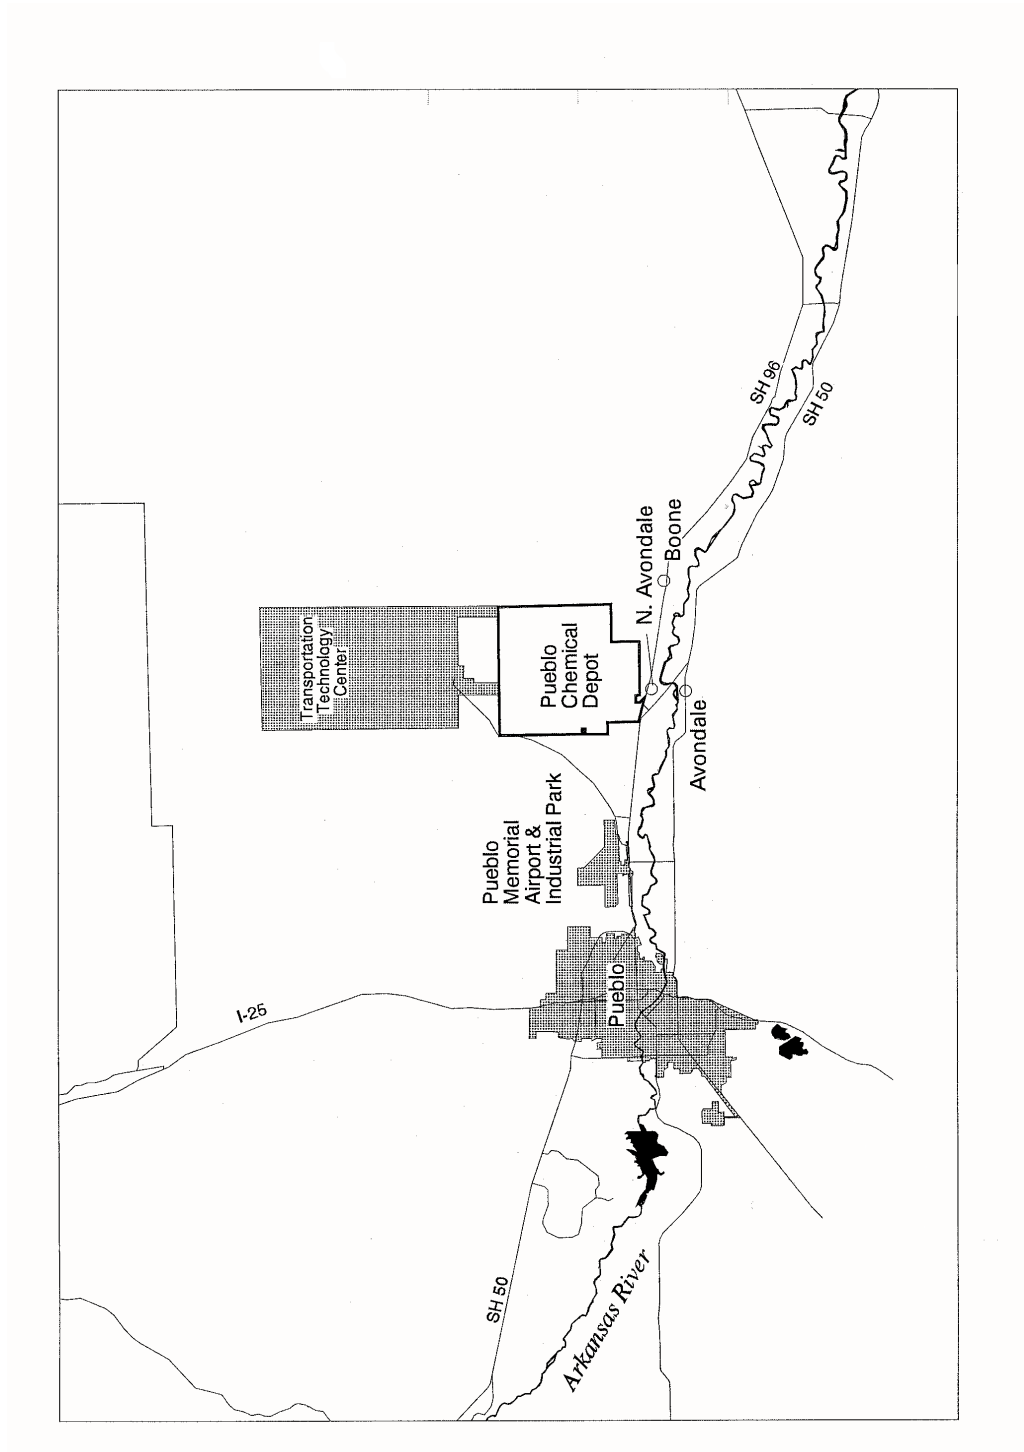 Transportation
Technology
Center
Pueblo
Chemical
Depot
N. Avondale
Boone
Avondale
SH 96
SH 50
Pueblo
Memorial
Airport &
Industrial Park
Pueblo
I-25
SH 50
Arkansas River